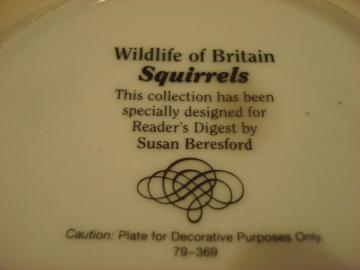 Wildlife of Britain
Squirrels
This collection has been
specially designed for
Reader's Digest by
Susan Beresford
Caution: Plate for Decorative Purposes Only.
79-369